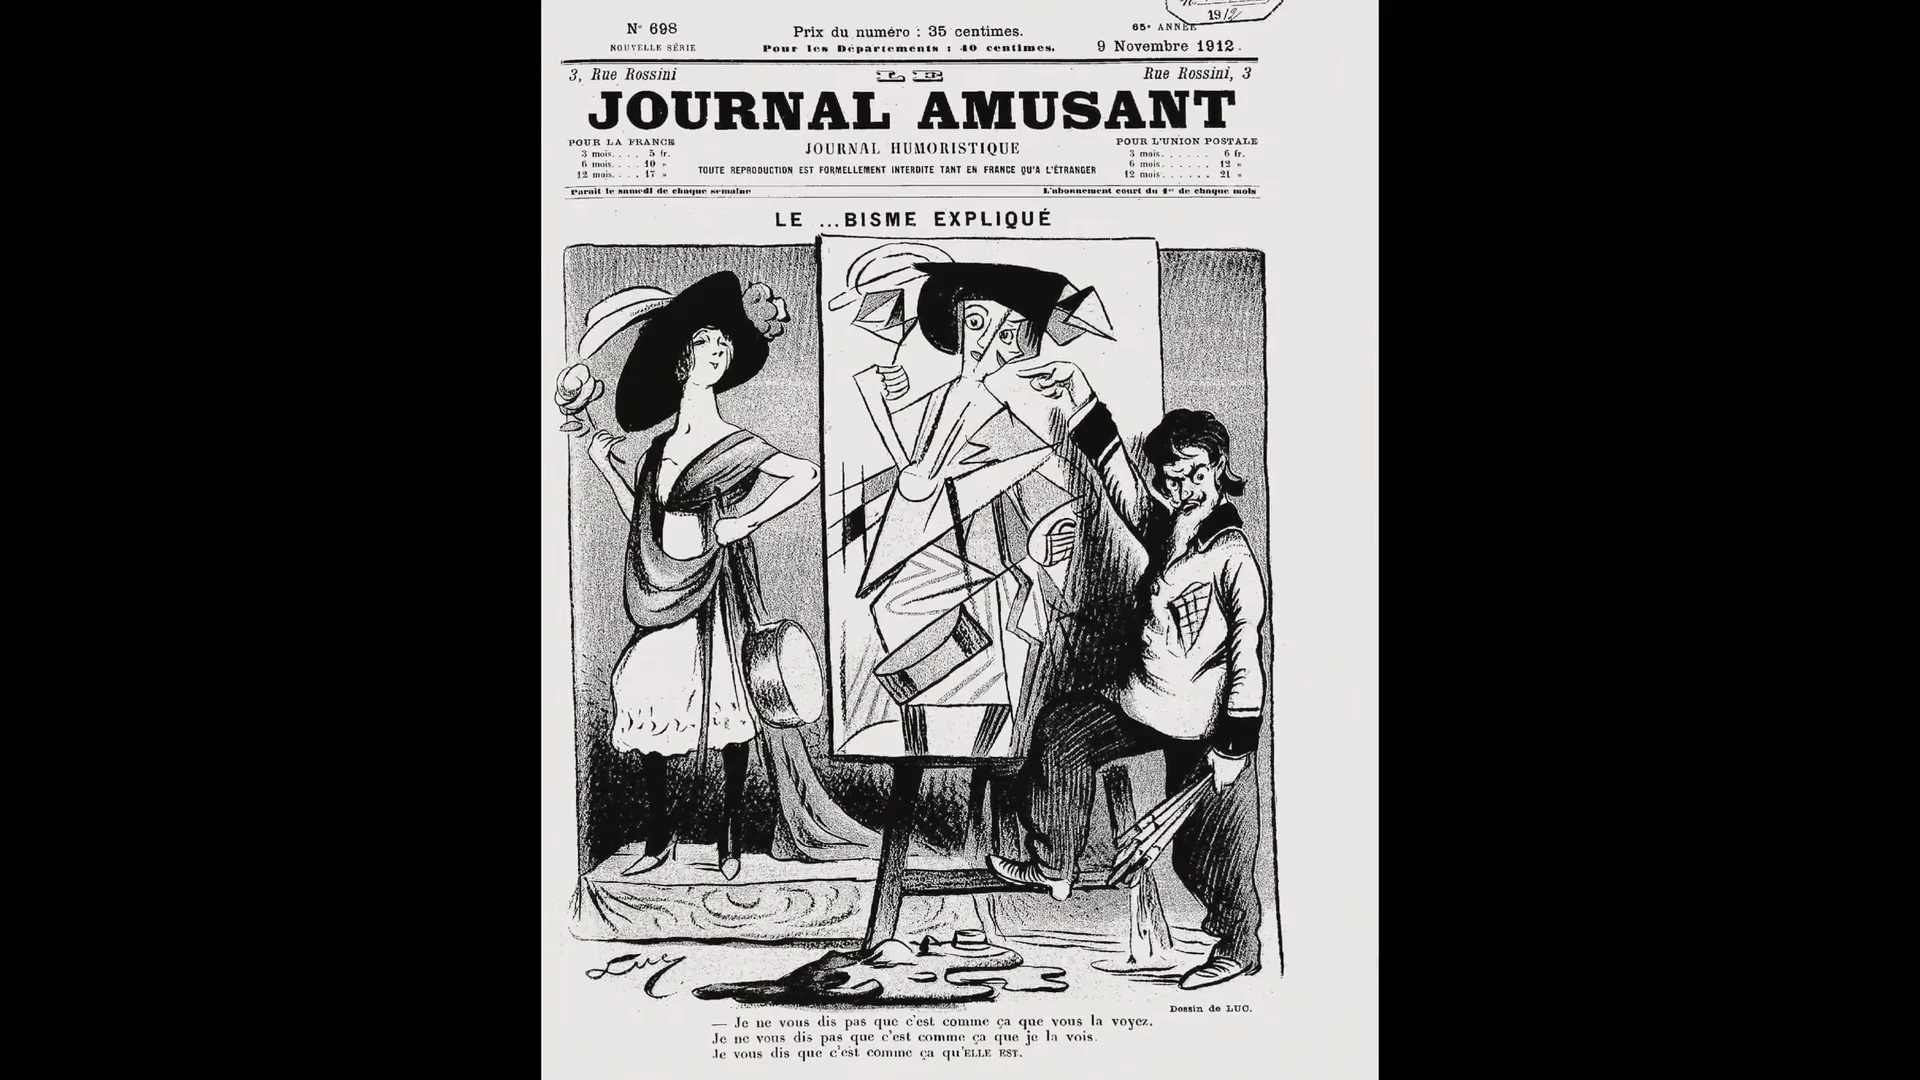 19/2
Nº 698
Prix du numéro : 35 centimes.
65e ANNÉE
NOUVELLE SÉRIE
Pour les Départements : 40 centimes.
9 Novembre 1912.
3, Rue Rossini
LE
Rue Rossini, 3
JOURNAL AMUSANT
POUR LA FRANCE
3 mois. . . . 5 fr.
6 mois. . . . 10 »
12 mois. . . . 17 »
JOURNAL HUMORISTIQUE
TOUTE REPRODUCTION EST FORMELLEMENT INTERDITE TANT EN FRANCE QU'A L'ÉTRANGER
POUR L'UNION POSTALE
3 mois. . . . . . 6 fr.
6 mois. . . . . . 12 »
12 mois. . . . . . 21 »
Parait le samedi de chaque semaine
L'abonnement court du 1er de chaque mois
LE ...BISME EXPLIQUÉ
Luc
Dessin de LUC.
— Je ne vous dis pas que c'est comme ça que vous la voyez.
Je ne vous dis pas que c'est comme ça que je la vois.
Je vous dis que c'est comme ça qu'ELLE EST.